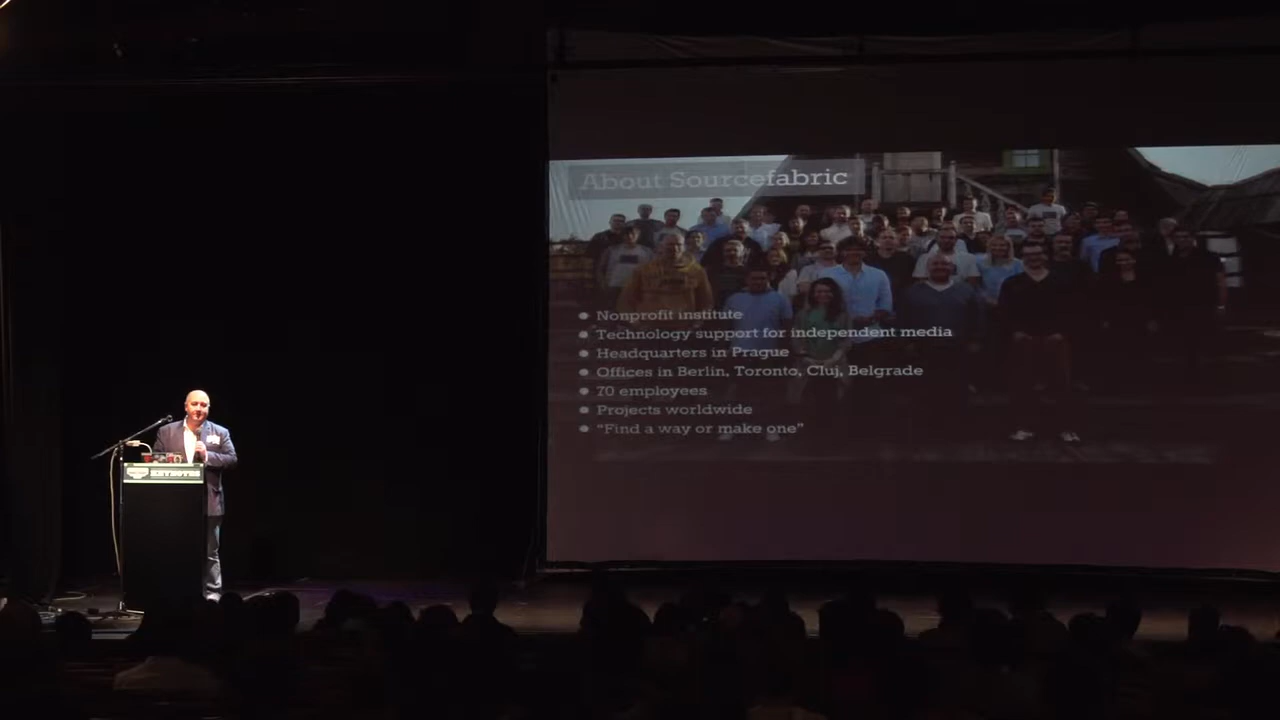 About Sourcefabric
● Nonprofit institute
● Technology support for independent media
● Headquarters in Prague
● Offices in Berlin, Toronto, Cluj, Belgrade
● 70 employees
● Projects worldwide
● “Find a way or make one”